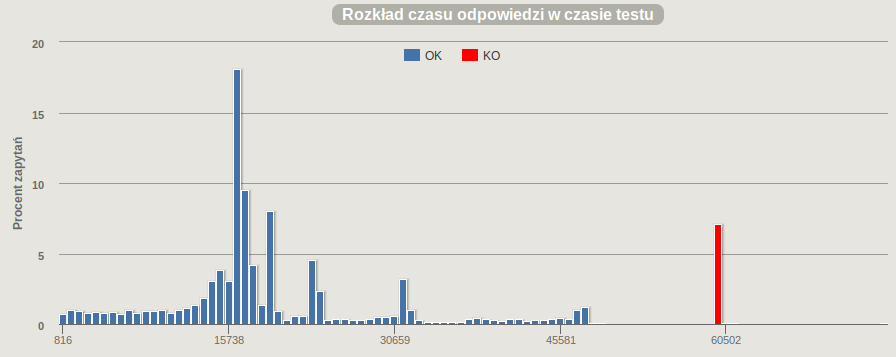 Rozkład czasu odpowiedzi w czasie testu
OK KO
Procent zapytań
20
15
10
5
0
816 15738 30659 45581 60502